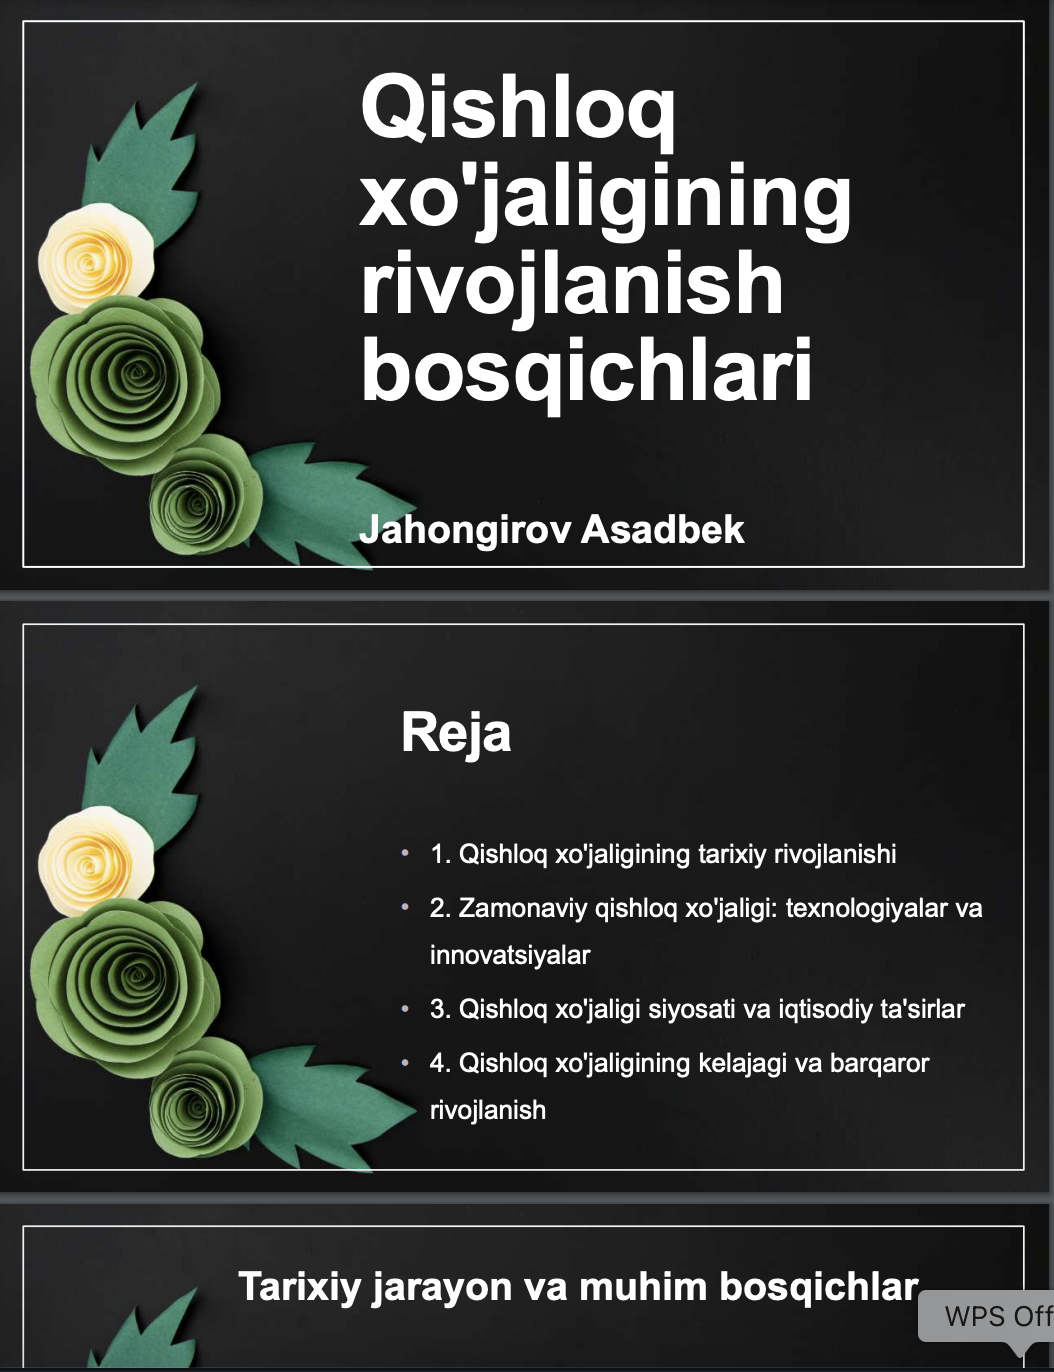 Qishloq
xo'jaligining
rivojlanish
bosqichlari
Jahongirov Asadbek
Reja
• 1. Qishloq xo'jaligining tarixiy rivojlanishi
• 2. Zamonaviy qishloq xo'jaligi: texnologiyalar va
innovatsiyalar
• 3. Qishloq xo'jaligi siyosati va iqtisodiy ta'sirlar
• 4. Qishloq xo'jaligining kelajagi va barqaror
rivojlanish
Tarixiy jarayon va muhim bosqichlar
WPS Off